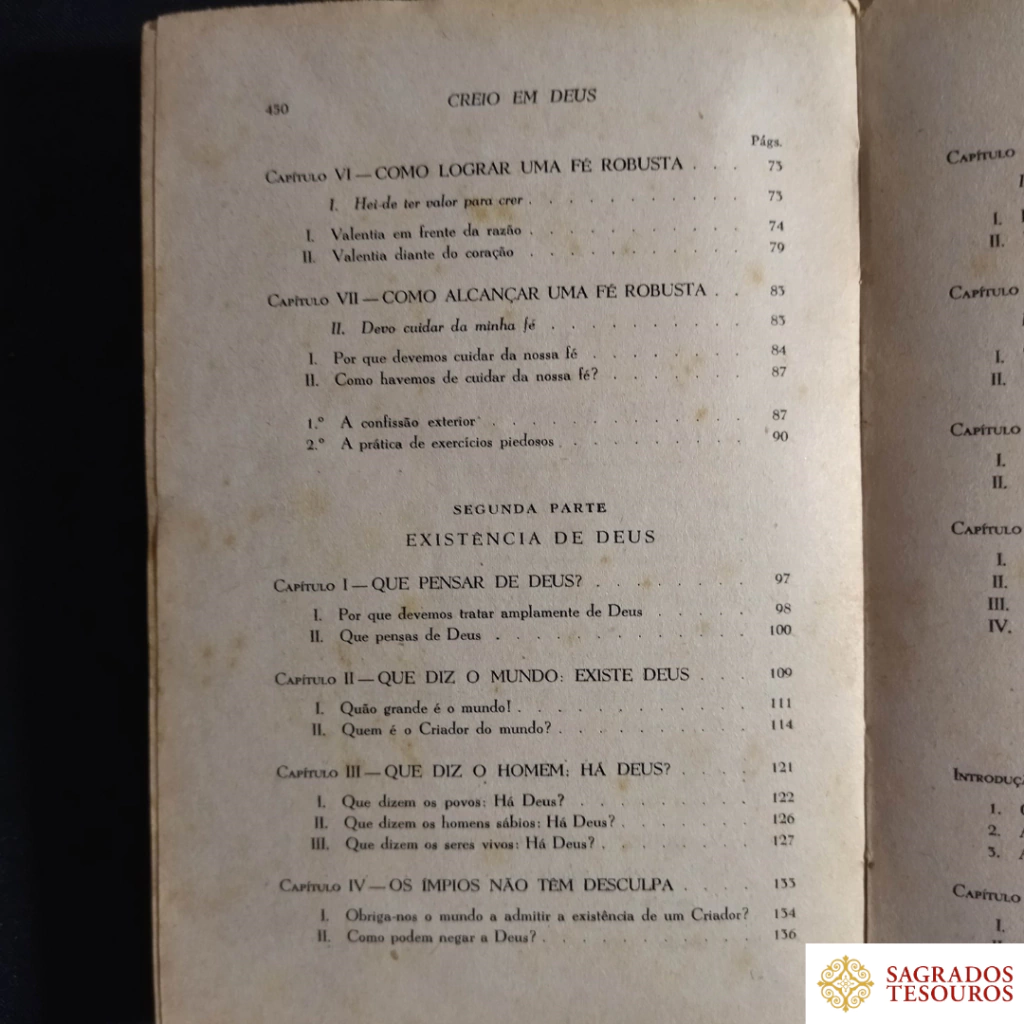 450 CREIO EM DEUS
Págs.
CAPÍTULO VI — COMO LOGRAR UMA FÉ ROBUSTA . . . 73
I. Hei-de ter valor para crer . . . . . . . . . . 73
I. Valentia em frente da razão . . . . . . . . . . 74
II. Valentia diante do coração . . . . . . . . . . 79
CAPÍTULO VII — COMO ALCANÇAR UMA FÉ ROBUSTA . . 83
II. Devo cuidar da minha fé . . . . . . . . . 83
I. Por que devemos cuidar da nossa fé . . . . . . . 84
II. Como havemos de cuidar da nossa fé? . . . . . . . 87
1.º A confissão exterior . . . . . . . . . . . . 87
2.º A prática de exercícios piedosos . . . . . . . . . 90
SEGUNDA PARTE
EXISTÊNCIA DE DEUS
CAPÍTULO I — QUE PENSAR DE DEUS? . . . . . . . . 97
I. Por que devemos tratar amplamente de Deus . . . . . 98
II. Que pensas de Deus . . . . . . . . . . . . . 100
CAPÍTULO II — QUE DIZ O MUNDO: EXISTE DEUS . . . 109
I. Quão grande é o mundo! . . . . . . . . . . . . 111
II. Quem é o Criador do mundo? . . . . . . . . . . 114
CAPÍTULO III — QUE DIZ O HOMEM: HÁ DEUS? . . . . 121
I. Que dizem os povos: Há Deus? . . . . . . . . . 122
II. Que dizem os homens sábios: Há Deus? . . . . . . . 126
III. Que dizem os seres vivos: Há Deus? . . . . . . . . 127
CAPÍTULO IV — OS ÍMPIOS NÃO TÊM DESCULPA . . . . 133
I. Obriga-nos o mundo a admitir a existência de um Criador? 134
II. Como podem negar a Deus? . . . . . . . . . . . 136
CAPÍTULO
I.
II.
CAPÍTULO
I.
II.
CAPÍTULO
I.
II.
CAPÍTULO
I.
II.
III.
IV.
1.
2.
3.
CAPÍTULO
I.
SAGRADOS
TESOUROS